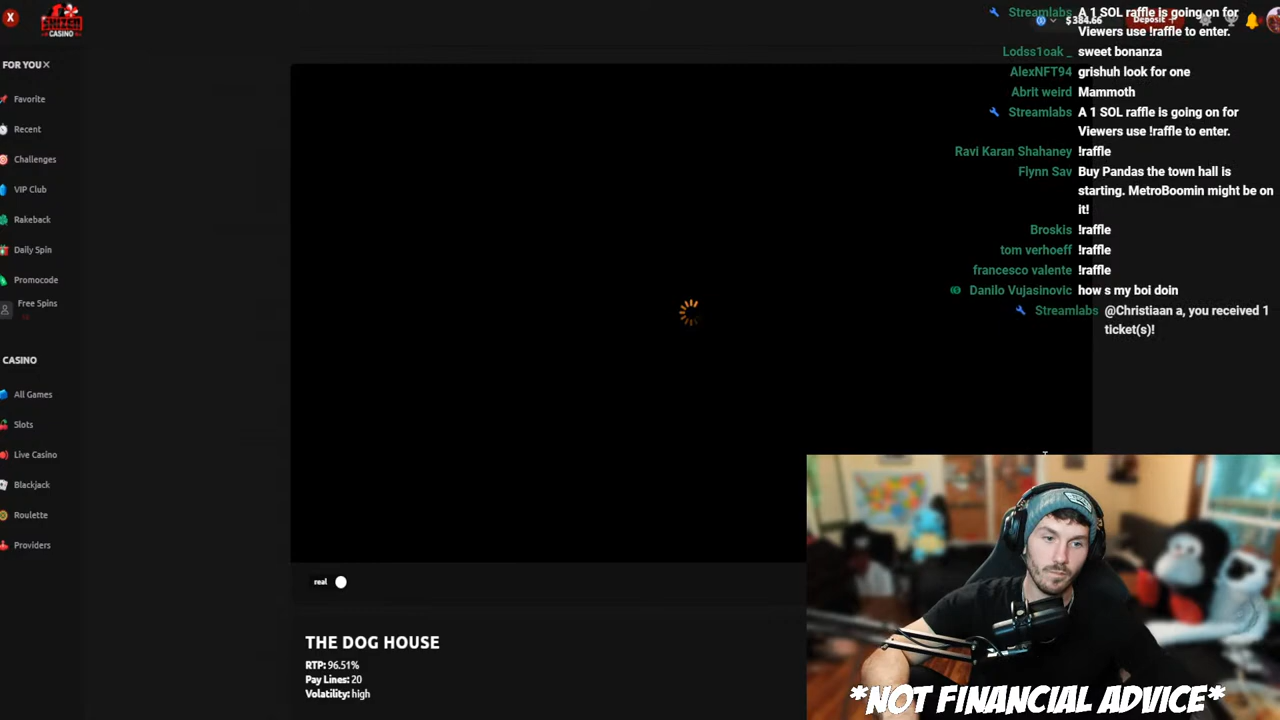 X
SHIZEN
CASINO
FOR YOU ×
Favorite
Recent
Challenges
VIP Club
Rakeback
Daily Spin
Promocode
Free Spins
CASINO
All Games
Slots
Live Casino
Blackjack
Roulette
Providers
$384.66
Deposit
Streamlabs A 1 SOL raffle is going on for
Viewers use !raffle to enter.
Lodss1oak _ sweet bonanza
AlexNFT94 grishuh look for one
Abrit weird Mammoth
Streamlabs A 1 SOL raffle is going on for
Viewers use !raffle to enter.
Ravi Karan Shahaney !raffle
Flynn Sav Buy Pandas the town hall is
starting. MetroBoomin might be on
it!
Broskis !raffle
tom verhoeff !raffle
francesco valente !raffle
Danilo Vujasinovic how s my boi doin
Streamlabs @Christiaan a, you received 1
ticket(s)!
real
THE DOG HOUSE
RTP: 96.51%
Pay Lines: 20
Volatility: high
*NOT FINANCIAL ADVICE*